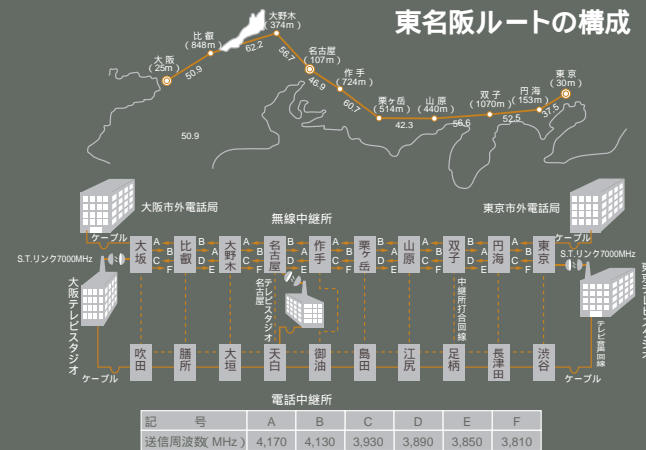 東名阪ルートの構成
大阪
(25m)
50.9
比叡
(848m)
62.2
大野木
(374m)
56.7
名古屋
(107m)
46.9
作手
(724m)
60.7
栗ヶ岳
(514m)
42.3
山原
(440m)
56.6
双子
(1070m)
52.5
円海
(153m)
37.5
東京
(30m)
50.9
大阪市外電話局
無線中継所
東京市外電話局
ケーブル
ケーブル
S.T.リンク7000MHz
S.T.リンク7000MHz
大坂
比叡
大野木
名古屋
作手
栗ヶ岳
山原
双子
円海
東京
A B C F
B A D E
A B C F
B A D E
B A D E
A B C F
B A D E
A B C F
B A D E
A B C F
大阪テレビスタジオ
名古屋
テレビスタジオ
中継所打合回線
テレビ音声回線
吹田
膳所
大垣
天白
御油
島田
江尻
足柄
長津田
渋谷
ケーブル
ケーブル
電話中継所
記号 A B C D E F
送信周波数(MHz) 4,170 4,130 3,930 3,890 3,850 3,810